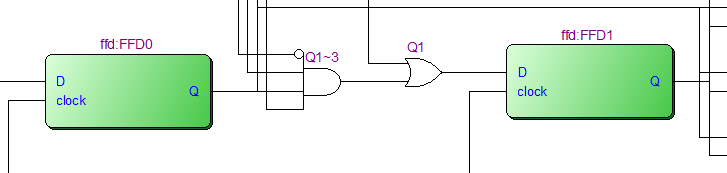 ffd:FFD0
D
clock
Q
Q1~3
Q1
ffd:FFD1
D
clock
Q